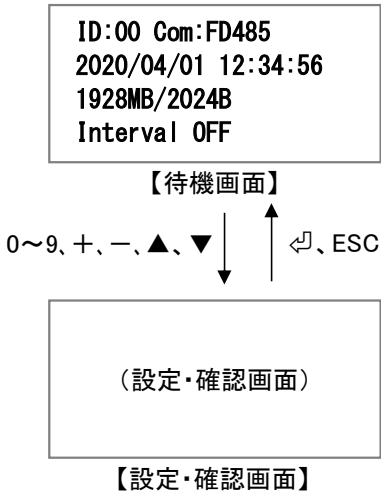 ID:00 Com:FD485
2020/04/01 12:34:56
1928MB/2024B
Interval OFF
【待機画面】
0～9、＋、－、▲、▼
⏎、ESC
（設定・確認画面）
【設定・確認画面】